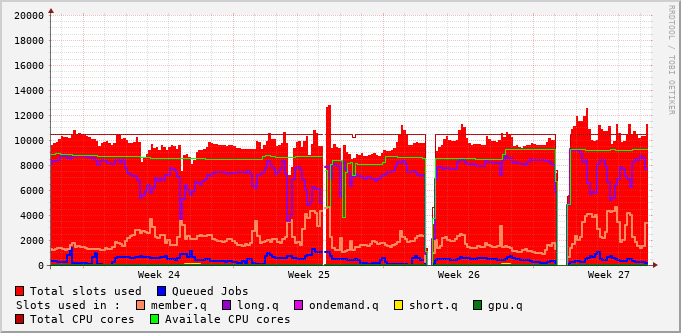 20000
18000
16000
14000
12000
10000
8000
6000
4000
2000
0
Week 24 Week 25 Week 26 Week 27
RRDTOOL / TOBI OETIKER
Total slots used Queued Jobs
Slots used in : member.q long.q ondemand.q short.q gpu.q
Total CPU cores Availale CPU cores